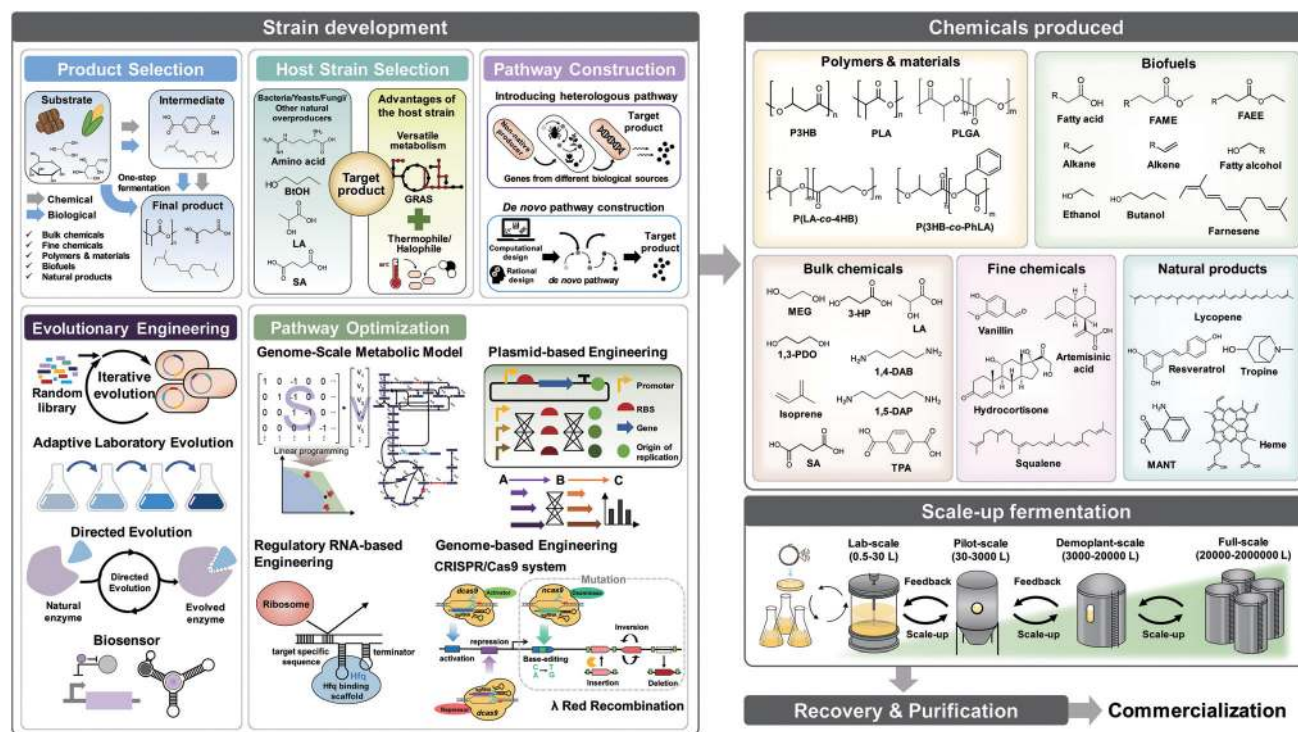 Strain development
Product Selection
Substrate
Intermediate
One-step
fermentation
Chemical
Biological
Final product
✓ Bulk chemicals
✓ Fine chemicals
✓ Polymers & materials
✓ Biofuels
✓ Natural products
Host Strain Selection
Bacteria/Yeasts/Fungi/
Other natural
overproducers
Amino acid
BtOH
LA
SA
Target
product
Advantages of
the host strain
Versatile
metabolism
GRAS
Thermophile/
Halophile
Pathway Construction
Introducing heterologous pathway
Non-native
producer
Target
product
Genes from different biological sources
De novo pathway construction
Computational
design
Rational
design
de novo pathway
Target
product
Evolutionary Engineering
Random
library
Iterative
evolution
Adaptive Laboratory Evolution
Directed Evolution
Natural
enzyme
Directed
Evolution
Evolved
enzyme
Biosensor
Pathway Optimization
Genome-Scale Metabolic Model
S · v
Linear programming
Plasmid-based Engineering
Promoter
RBS
Gene
Origin of
replication
A B C
Regulatory RNA-based
Engineering
Ribosome
target specific
sequence
terminator
Hfq
Hfq binding
scaffold
Genome-based Engineering
CRISPR/Cas9 system
Mutation
dcas9
Activator
ncas9
Deaminase
repression
activation
Base-editing
C T
A G
Inversion
Insertion
Deletion
Repressor
dcas9
λ Red Recombination
Chemicals produced
Polymers & materials
P3HB
PLA
PLGA
P(LA-co-4HB)
P(3HB-co-PhLA)
Biofuels
Fatty acid
FAME
FAEE
Alkane
Alkene
Fatty alcohol
Ethanol
Butanol
Farnesene
Bulk chemicals
MEG
3-HP
LA
1,3-PDO
1,4-DAB
Isoprene
1,5-DAP
SA
TPA
Fine chemicals
Vanillin
Artemisinic
acid
Hydrocortisone
Squalene
Natural products
Lycopene
Resveratrol
Tropine
MANT
Heme
Scale-up fermentation
Lab-scale
(0.5-30 L)
Pilot-scale
(30-3000 L)
Demoplant-scale
(3000-20000 L)
Full-scale
(20000-2000000 L)
Feedback
Scale-up
Feedback
Scale-up
Scale-up
Recovery & Purification
Commercialization